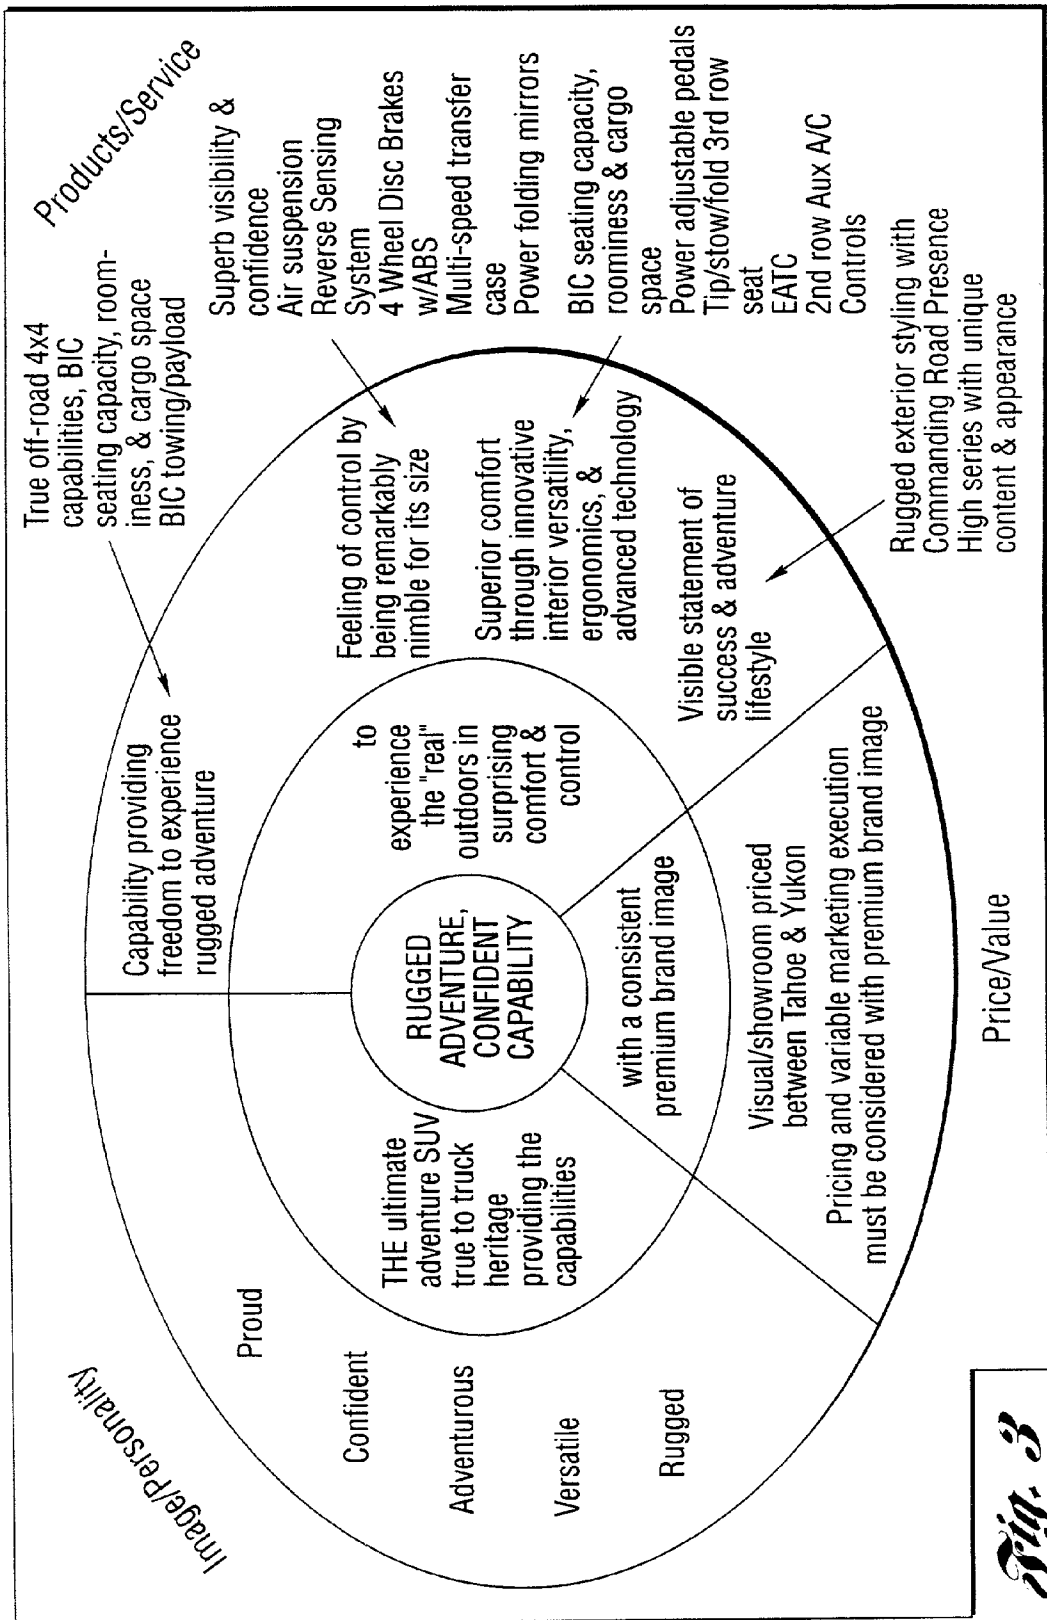 Image/Personality
Products/Service
Proud
Confident
Adventurous
Versatile
Rugged
THE ultimate
adventure SUV
true to truck
heritage
providing the
capabilities
RUGGED
ADVENTURE,
CONFIDENT
CAPABILITY
to
experience
the "real"
outdoors in
surprising
comfort &
control
with a consistent
premium brand image
Capability providing
freedom to experience
rugged adventure
True off-road 4x4
capabilities, BIC
seating capacity, room-
iness, & cargo space
BIC towing/payload
Feeling of control by
being remarkably
nimble for its size
Superb visibility &
confidence
Air suspension
Reverse Sensing
System
4 Wheel Disc Brakes
w/ABS
Multi-speed transfer
case
Power folding mirrors
Superior comfort
through innovative
interior versatility,
ergonomics, &
advanced technology
BIC seating capacity,
roominess & cargo
space
Power adjustable pedals
Tip/stow/fold 3rd row
seat
EATC
2nd row Aux A/C
Controls
Visible statement of
success & adventure
lifestyle
Rugged exterior styling with
Commanding Road Presence
High series with unique
content & appearance
Visual/showroom priced
between Tahoe & Yukon
Pricing and variable marketing execution
must be considered with premium brand image
Price/Value
Fig. 3